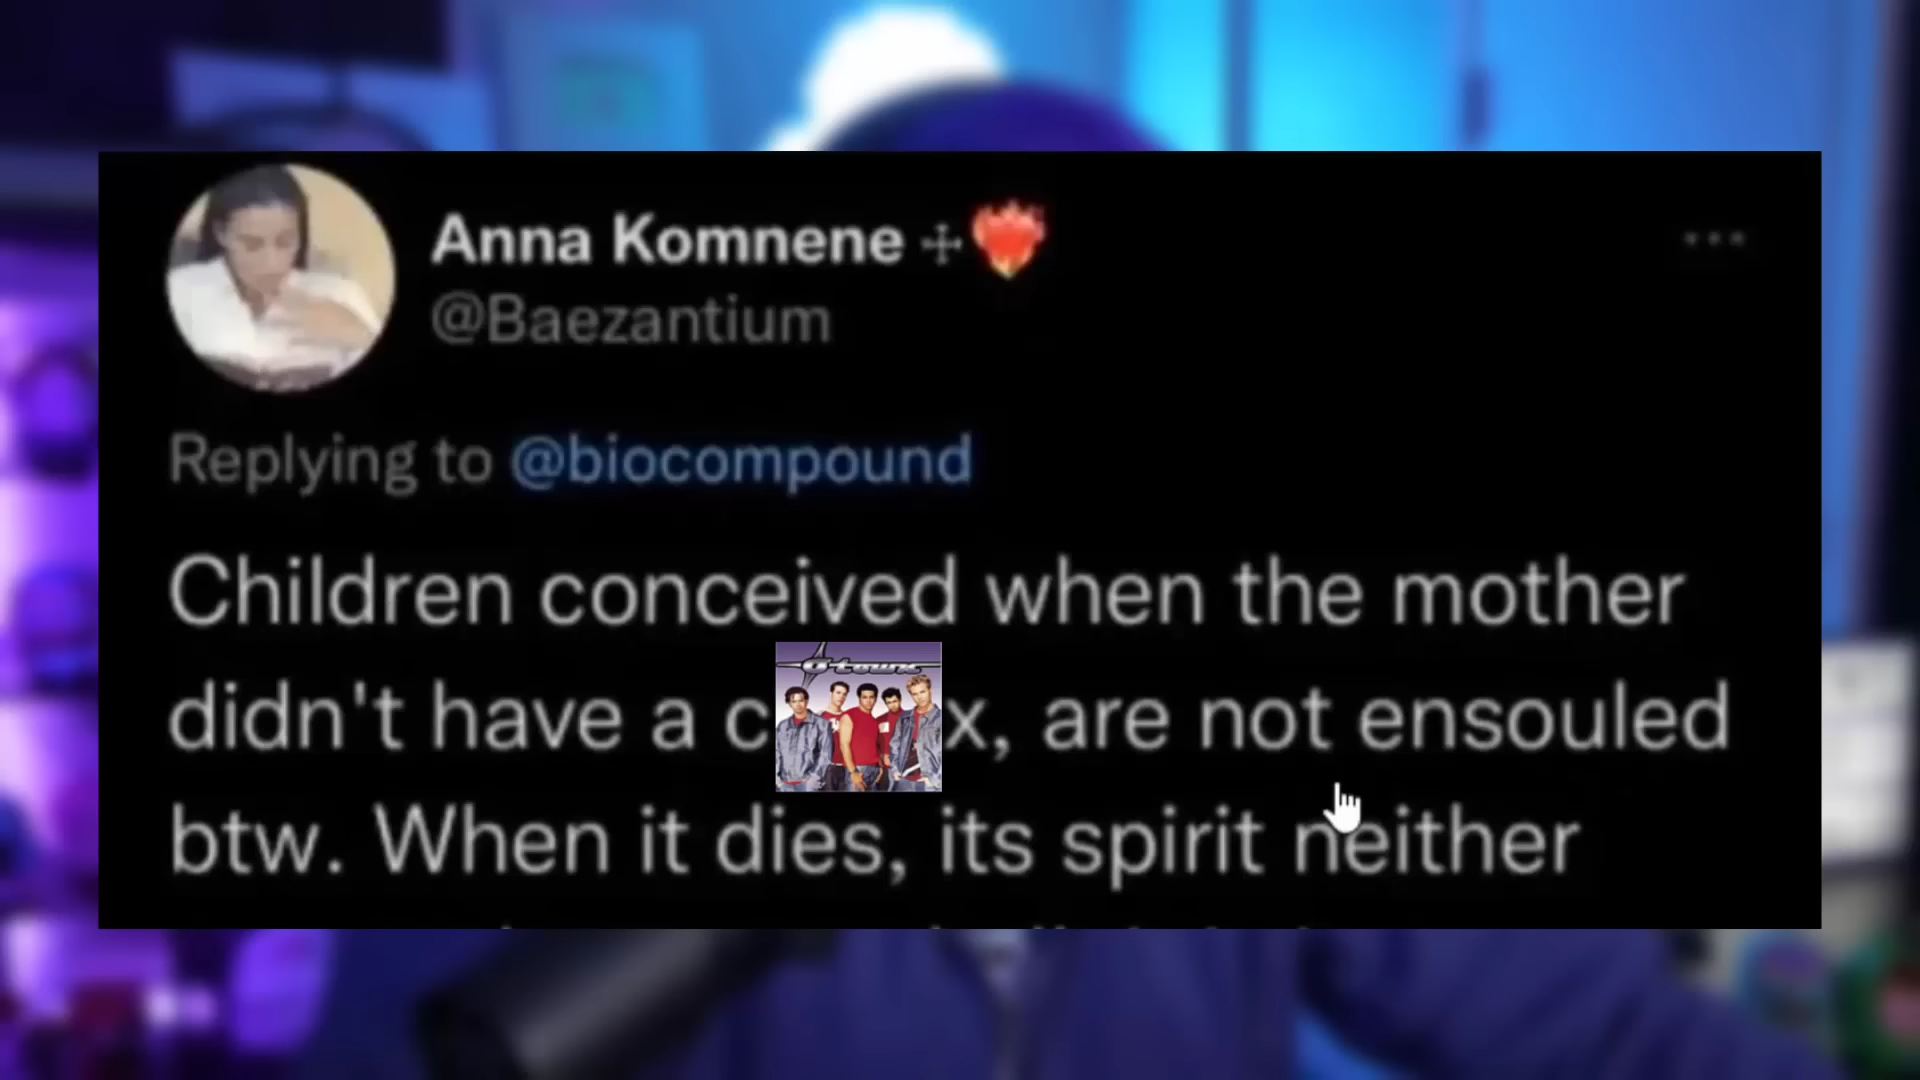 Anna Komnene ☩❤️‍🔥
@Baezantium
Replying to @biocompound
Children conceived when the mother
o-town
didn't have a c x, are not ensouled
btw. When it dies, its spirit neither